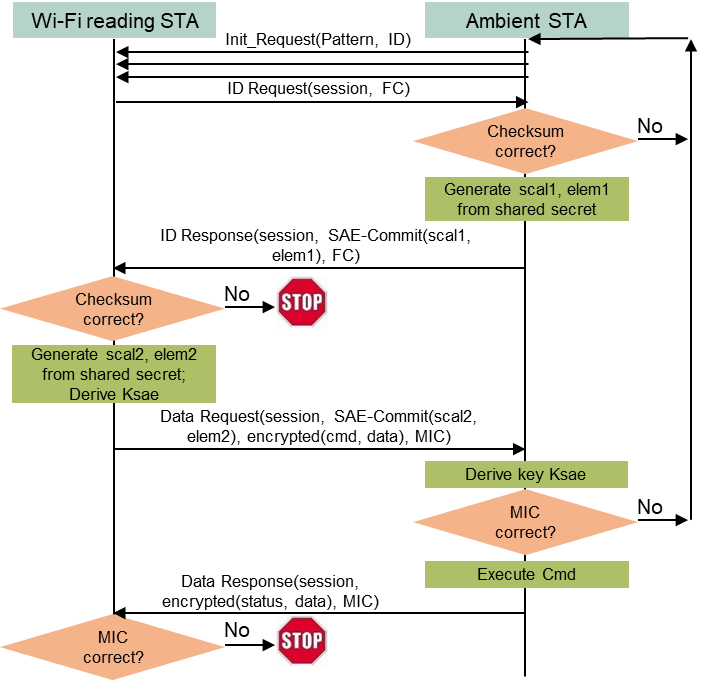 Wi-Fi reading STA
Ambient STA
Init_Request(Pattern, ID)
ID Request(session, FC)
Checksum
correct?
No
Generate scal1, elem1
from shared secret
ID Response(session, SAE-Commit(scal1,
elem1), FC)
Checksum
correct?
No
STOP
Generate scal2, elem2
from shared secret;
Derive Ksae
Data Request(session, SAE-Commit(scal2,
elem2), encrypted(cmd, data), MIC)
Derive key Ksae
MIC
correct?
No
Execute Cmd
Data Response(session,
encrypted(status, data), MIC)
MIC
correct?
No
STOP